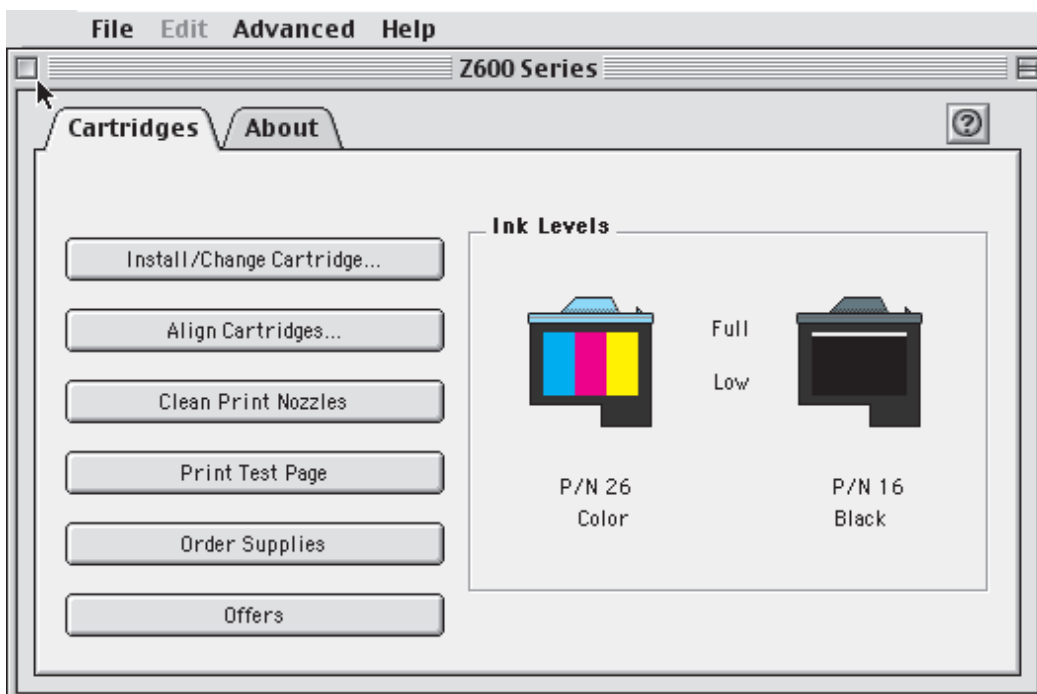 File Edit Advanced Help
Z600 Series
Cartridges About ?
Install/Change Cartridge...
Align Cartridges...
Clean Print Nozzles
Print Test Page
Order Supplies
Offers
Ink Levels
Full
Low
P/N 26
Color
P/N 16
Black